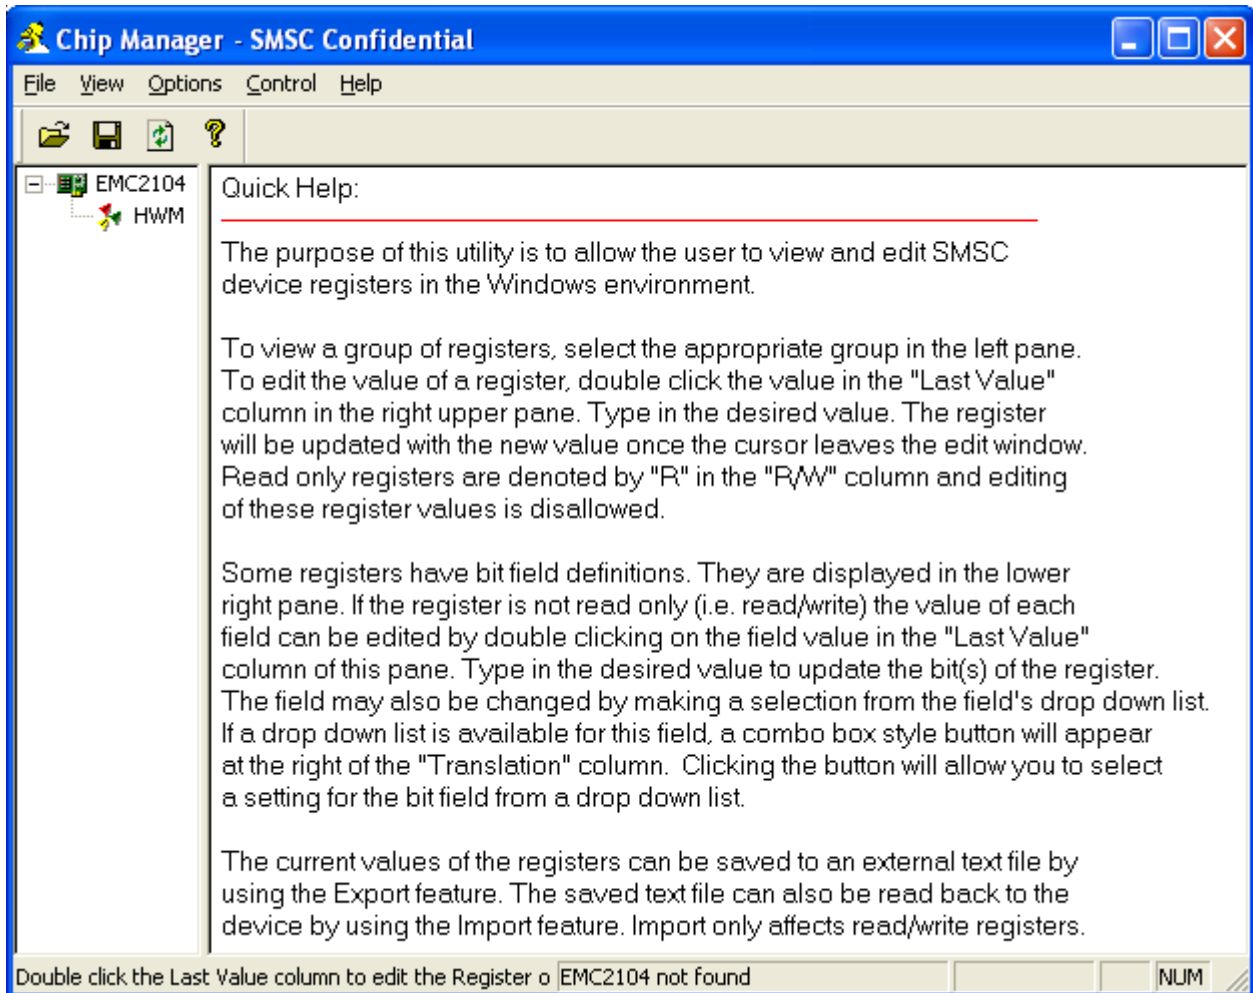 Chip Manager - SMSC Confidential
File View Options Control Help
EMC2104
HWM
Quick Help:
The purpose of this utility is to allow the user to view and edit SMSC
device registers in the Windows environment.
To view a group of registers, select the appropriate group in the left pane.
To edit the value of a register, double click the value in the "Last Value"
column in the right upper pane. Type in the desired value. The register
will be updated with the new value once the cursor leaves the edit window.
Read only registers are denoted by "R" in the "R/W" column and editing
of these register values is disallowed.
Some registers have bit field definitions. They are displayed in the lower
right pane. If the register is not read only (i.e. read/write) the value of each
field can be edited by double clicking on the field value in the "Last Value"
column of this pane. Type in the desired value to update the bit(s) of the register.
The field may also be changed by making a selection from the field's drop down list.
If a drop down list is available for this field, a combo box style button will appear
at the right of the "Translation" column.  Clicking the button will allow you to select
a setting for the bit field from a drop down list.
The current values of the registers can be saved to an external text file by
using the Export feature. The saved text file can also be read back to the
device by using the Import feature. Import only affects read/write registers.
Double click the Last Value column to edit the Register o EMC2104 not found NUM